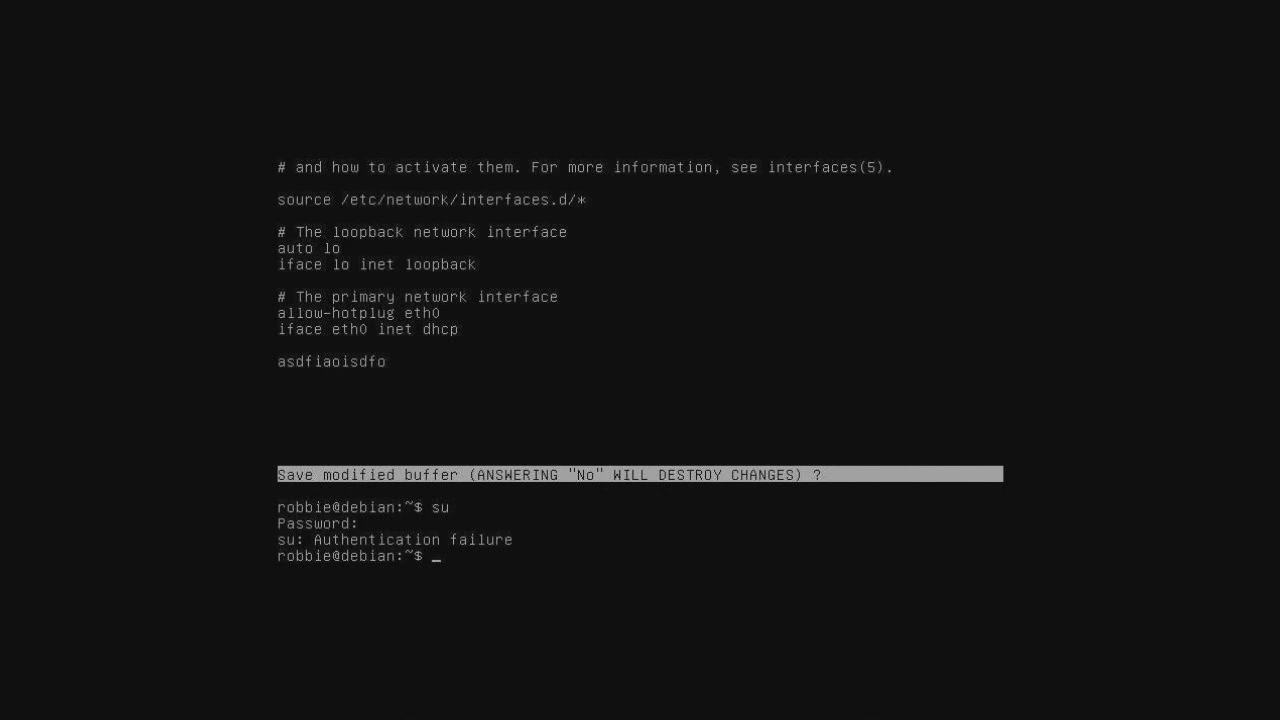 # and how to activate them. For more information, see interfaces(5).
source /etc/network/interfaces.d/*
# The loopback network interface
auto lo
iface lo inet loopback
# The primary network interface
allow-hotplug eth0
iface eth0 inet dhcp
asdfiaoisdfo
Save modified buffer (ANSWERING "No" WILL DESTROY CHANGES) ?
robbie@debian:~$ su
Password:
su: Authentication failure
robbie@debian:~$ _